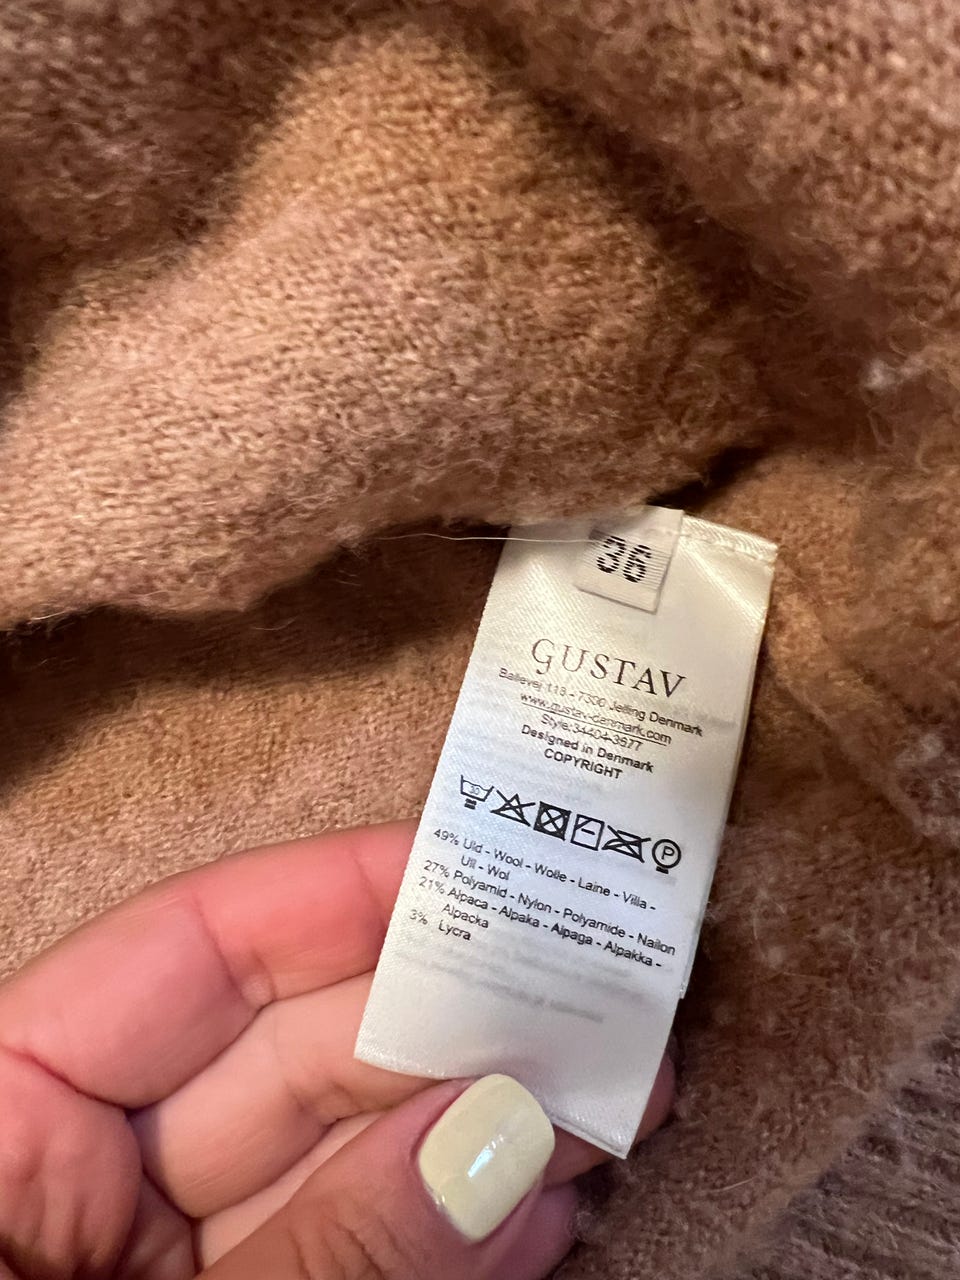 36
GUSTAV
Ballevej - 7300 Jelling Denmark
www.gustav-denmark.com
Designed in Denmark
COPYRIGHT
30
P
49% Uld - Wool - Wolle - Laine - Villa -
Ull - Wol
27% Polyamid - Nylon - Polyamide - Nailon
21% Alpaca - Alpaka - Alpaga - Alpakka -
Alpacka
3% Lycra